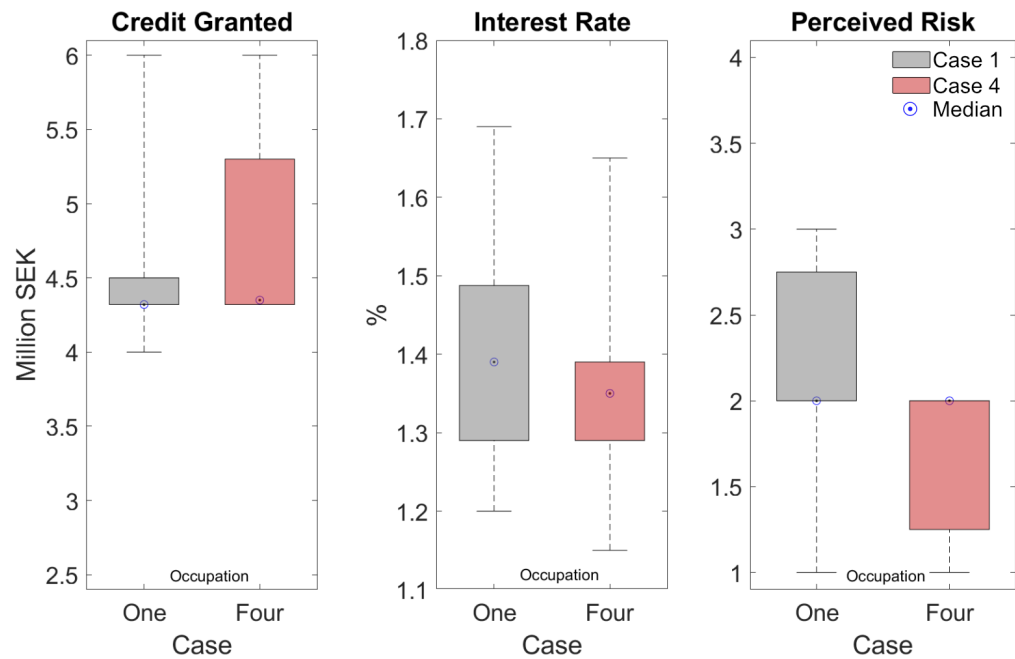 Credit Granted
Million SEK
6
5.5
5
4.5
4
3.5
3
2.5
Occupation
One Four
Case
Interest Rate
%
1.8
1.7
1.6
1.5
1.4
1.3
1.2
1.1
Occupation
One Four
Case
Perceived Risk
Case 1
Case 4
Median
4
3.5
3
2.5
2
1.5
1
Occupation
One Four
Case